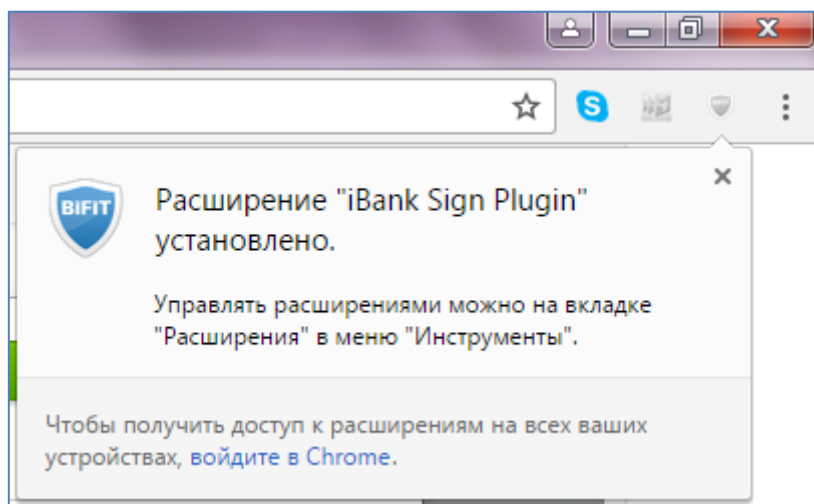 BIFIT
Расширение "iBank Sign Plugin"
установлено.
Управлять расширениями можно на вкладке
"Расширения" в меню "Инструменты".
Чтобы получить доступ к расширениям на всех ваших
устройствах, войдите в Chrome.